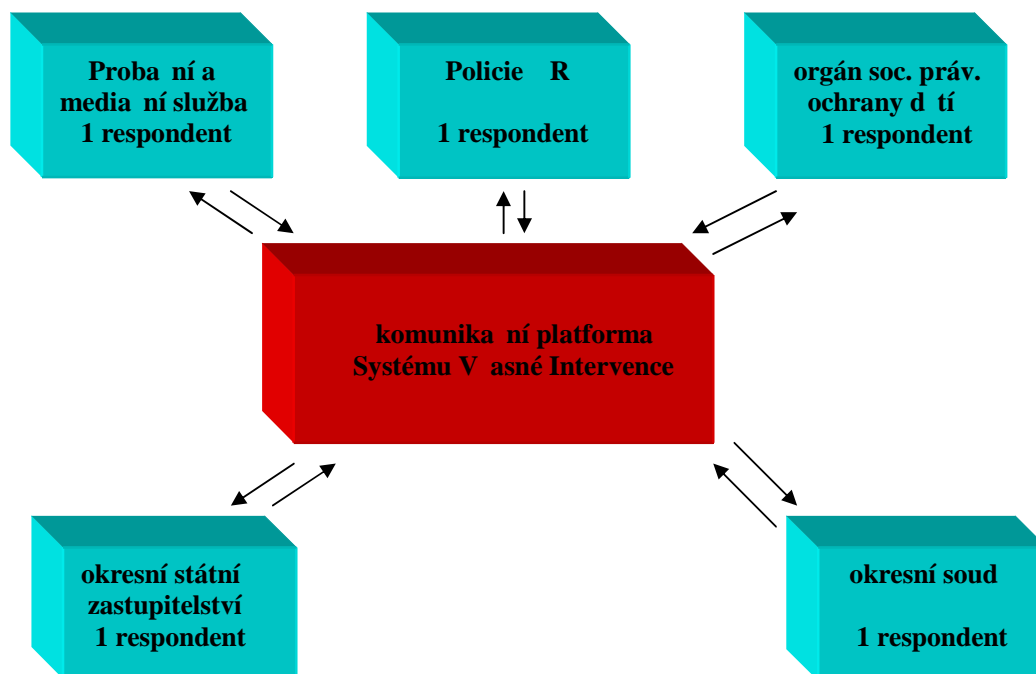 Proba ní a
media ní služba
1 respondent
Policie R
1 respondent
orgán soc. práv.
ochrany d tí
1 respondent
komunika ní platforma
Systému V asné Intervence
okresní státní
zastupitelství
1 respondent
okresní soud
1 respondent